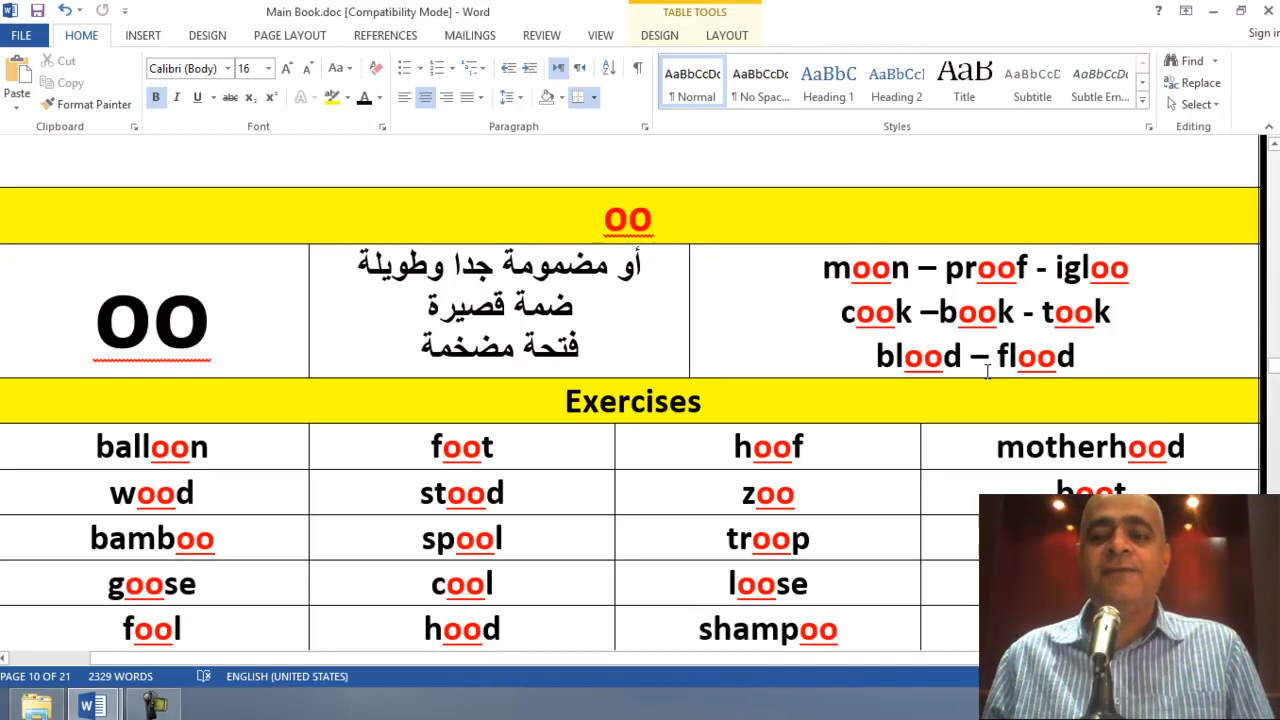 Main Book.doc [Compatibility Mode] - Word
TABLE TOOLS
FILE HOME INSERT DESIGN PAGE LAYOUT REFERENCES MAILINGS REVIEW VIEW DESIGN LAYOUT Sign in
Paste
Cut
Copy
Format Painter
Clipboard
Calibri (Body) 16
Font
Paragraph
AaBbCcDc AaBbCcDc AaBbC AaBbCcI AaB AaBbCcD AaBbCcDc
¶ Normal ¶ No Spac... Heading 1 Heading 2 Title Subtitle Subtle Em...
Styles
Find
Replace
Select
Editing
oo
oo
أو مضمومة جدا وطويلة
ضمة قصيرة
فتحة مضخمة
moon – proof - igloo
cook –book - took
blood – flood
Exercises
balloon foot hoof motherhood
wood stood zoo boot
bamboo spool troop
goose cool loose
fool hood shampoo
PAGE 10 OF 21 2329 WORDS ENGLISH (UNITED STATES)